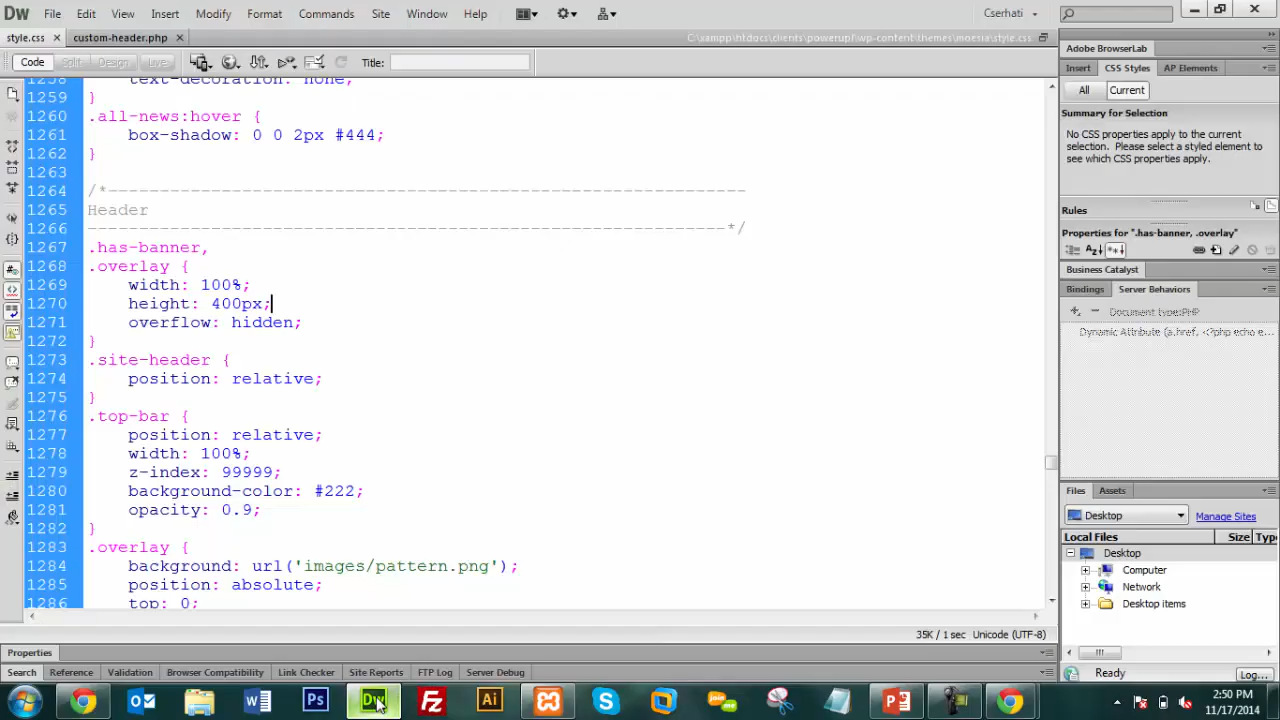 DW File Edit View Insert Modify Format Commands Site Window Help Cserhati
style.css × custom-header.php × C:\xampp\htdocs\clients\powerup7\wp-content\themes\moesia\style.css
Code Split Design Live Title:
1258 text-decoration: none;
1259 }
1260 .all-news:hover {
1261 box-shadow: 0 0 2px #444;
1262 }
1263
1264 /*------------------------------------------------------------
1265 Header
1266 ------------------------------------------------------------*/
1267 .has-banner,
1268 .overlay {
1269 width: 100%;
1270 height: 400px;
1271 overflow: hidden;
1272 }
1273 .site-header {
1274 position: relative;
1275 }
1276 .top-bar {
1277 position: relative;
1278 width: 100%;
1279 z-index: 99999;
1280 background-color: #222;
1281 opacity: 0.9;
1282 }
1283 .overlay {
1284 background: url('images/pattern.png');
1285 position: absolute;
1286 top: 0;
35K / 1 sec Unicode (UTF-8)
Properties
Search Reference Validation Browser Compatibility Link Checker Site Reports FTP Log Server Debug
Adobe BrowserLab
Insert CSS Styles AP Elements
All Current
Summary for Selection
No CSS properties apply to the current
selection. Please select a styled element
to see which CSS properties apply.
Rules
Properties for ".has-banner, .overlay"
Az↓ **+
Business Catalyst
Bindings Server Behaviors
+ − Document type:PHP
Dynamic Attribute (a.href, <?php echo e...
Files Assets
Desktop Manage Sites
Local Files Size Typ
Desktop
Computer
Network
Desktop items
Ready Log...
Ps Dw Fz Ai
2:50 PM
11/17/2014